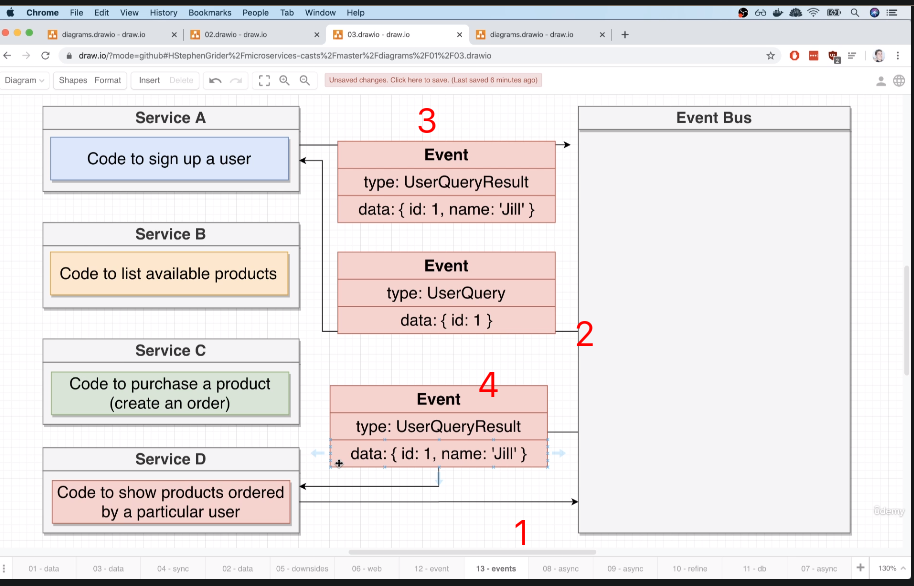 Chrome File Edit View History Bookmarks People Tab Window Help
diagrams.drawio - draw.io × 02.drawio - draw.io × 03.drawio - draw.io × diagrams.drawio - draw.io × +
draw.io/?mode=github#HStephenGrider%2Fmicroservices-casts%2Fmaster%2Fdiagrams%2F01%2F03.drawio
Diagram Shapes Format Insert Delete Unsaved changes. Click here to save. (Last saved 8 minutes ago)
Service A
Code to sign up a user
3
Event
type: UserQueryResult
data: { id: 1, name: 'Jill' }
Event Bus
Service B
Code to list available products
Event
type: UserQuery
data: { id: 1 }
2
Service C
Code to purchase a product
(create an order)
4
Event
type: UserQueryResult
data: { id: 1, name: 'Jill' }
Service D
Code to show products ordered
by a particular user
1
Udemy
01 - data 03 - data 04 - sync 02 - data 05 - downsides 06 - web 12 - event 13 - events 08 - async 09 - async 10 - refine 11 - db 07 - async + 130%